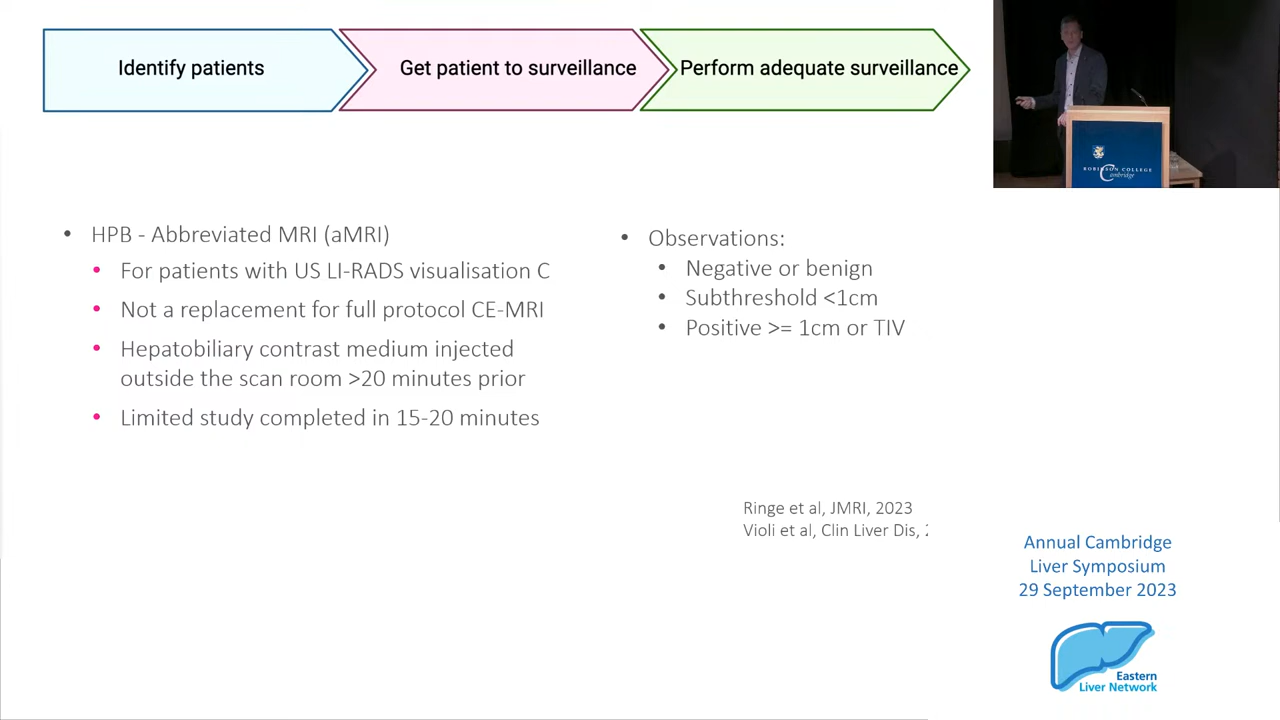 Identify patients
Get patient to surveillance
Perform adequate surveillance
ROBINSON COLLEGE
Cambridge
• HPB - Abbreviated MRI (aMRI)
• For patients with US LI-RADS visualisation C
• Not a replacement for full protocol CE-MRI
• Hepatobiliary contrast medium injected
outside the scan room >20 minutes prior
• Limited study completed in 15-20 minutes
• Observations:
• Negative or benign
• Subthreshold <1cm
• Positive >= 1cm or TIV
Ringe et al, JMRI, 2023
Violi et al, Clin Liver Dis,
Annual Cambridge
Liver Symposium
29 September 2023
Eastern
Liver Network